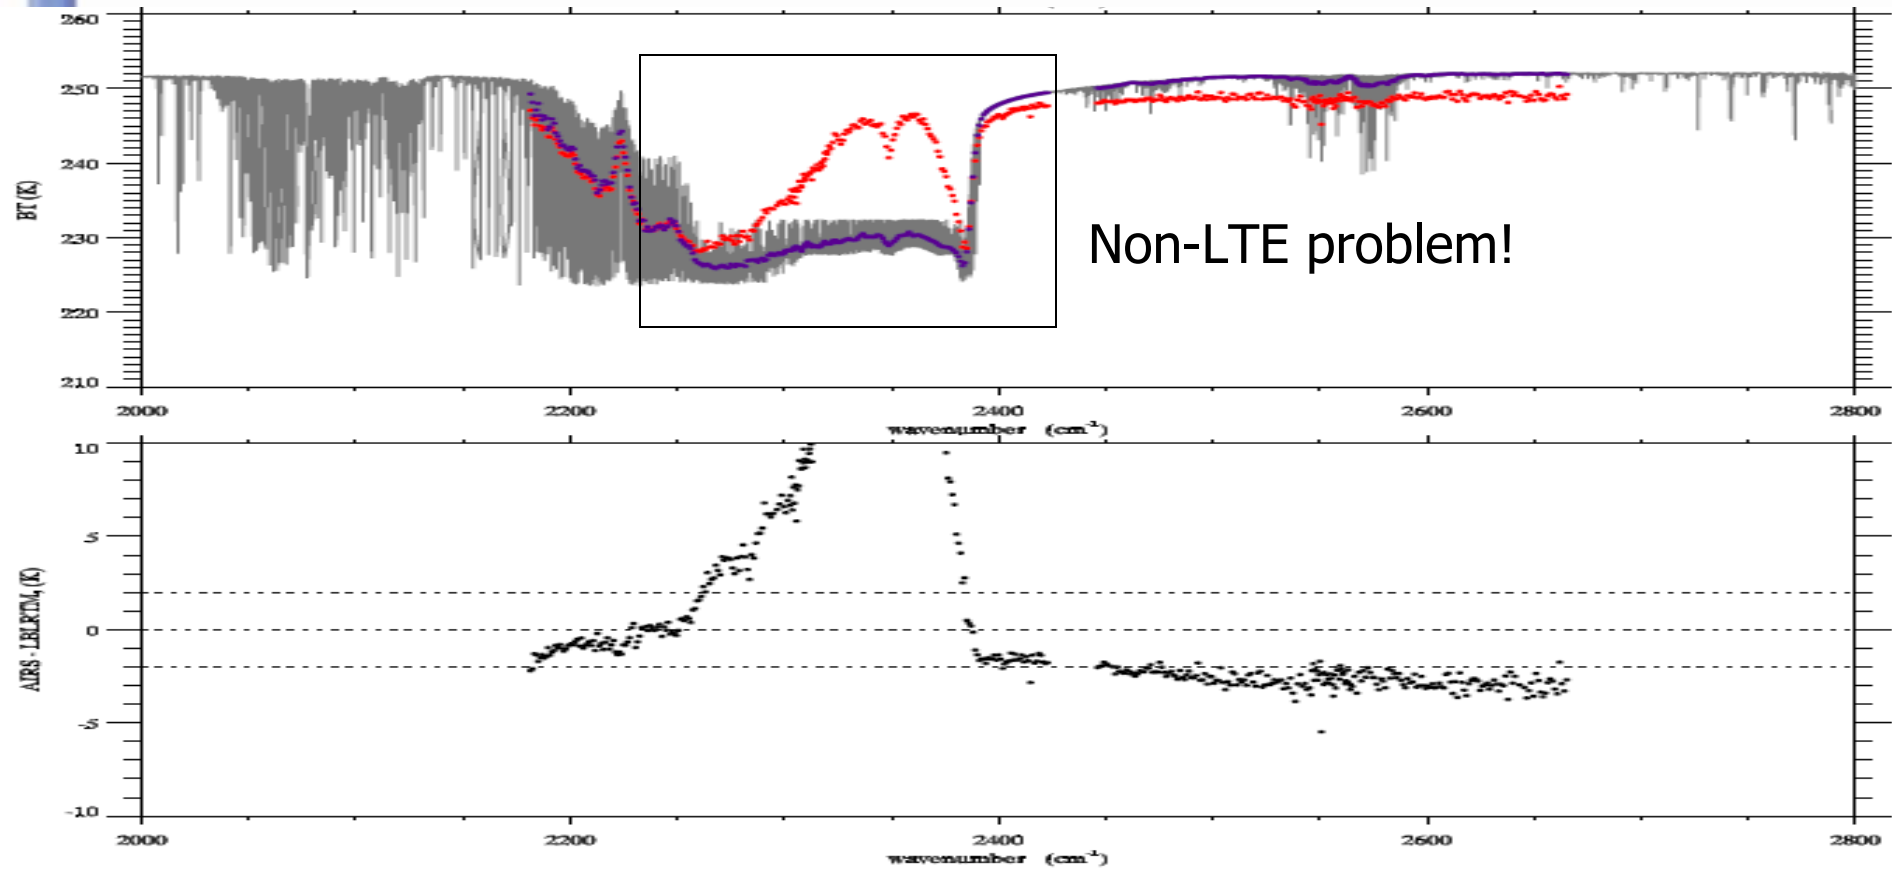 260
250
240
230
220
210
BT (K)
Non-LTE problem!
2000 2200 2400 2600 2800
wavenumber (cm⁻¹)
10
5
0
-5
-10
AIRS - LBLRTM, (K)
2000 2200 2400 2600 2800
wavenumber (cm⁻¹)